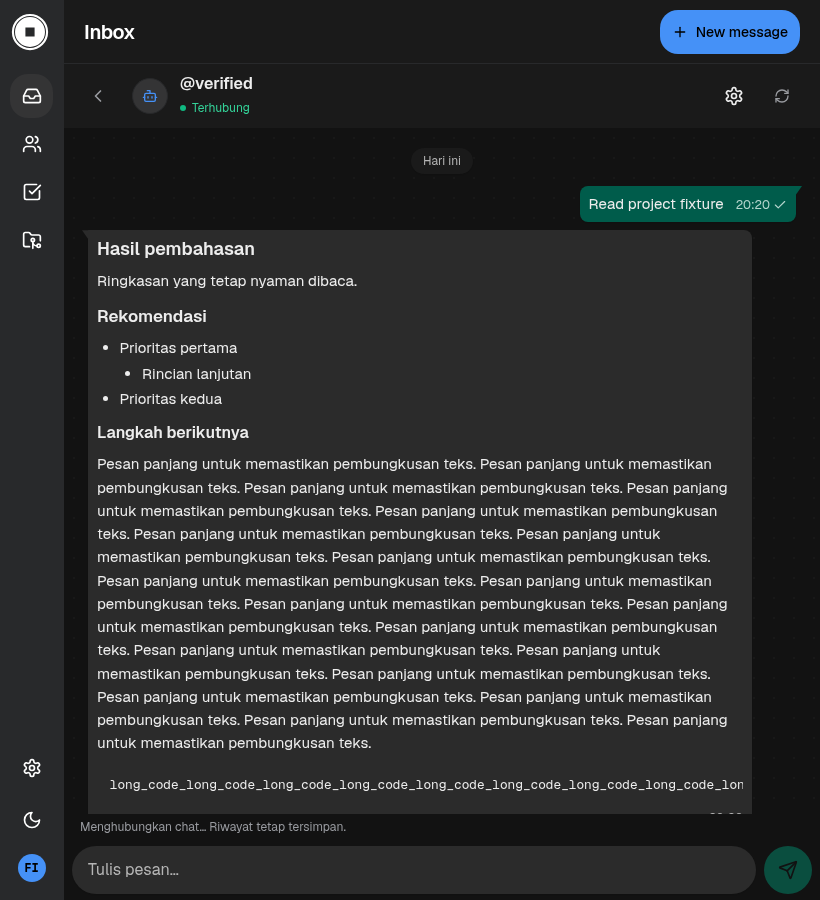 Inbox
New message
@verified
Terhubung
Hari ini
Read project fixture 20:20
Hasil pembahasan
Ringkasan yang tetap nyaman dibaca.
Rekomendasi
Prioritas pertama
Rincian lanjutan
Prioritas kedua
Langkah berikutnya
Pesan panjang untuk memastikan pembungkusan teks. Pesan panjang untuk memastikan
pembungkusan teks. Pesan panjang untuk memastikan pembungkusan teks. Pesan panjang
untuk memastikan pembungkusan teks. Pesan panjang untuk memastikan pembungkusan
teks. Pesan panjang untuk memastikan pembungkusan teks. Pesan panjang untuk
memastikan pembungkusan teks. Pesan panjang untuk memastikan pembungkusan teks.
Pesan panjang untuk memastikan pembungkusan teks. Pesan panjang untuk memastikan
pembungkusan teks. Pesan panjang untuk memastikan pembungkusan teks. Pesan panjang
untuk memastikan pembungkusan teks. Pesan panjang untuk memastikan pembungkusan
teks. Pesan panjang untuk memastikan pembungkusan teks. Pesan panjang untuk
memastikan pembungkusan teks. Pesan panjang untuk memastikan pembungkusan teks.
Pesan panjang untuk memastikan pembungkusan teks. Pesan panjang untuk memastikan
pembungkusan teks. Pesan panjang untuk memastikan pembungkusan teks. Pesan panjang
untuk memastikan pembungkusan teks.
long_code_long_code_long_code_long_code_long_code_long_code_long_code_long_code_lon
Menghubungkan chat… Riwayat tetap tersimpan.
Tulis pesan…
FI